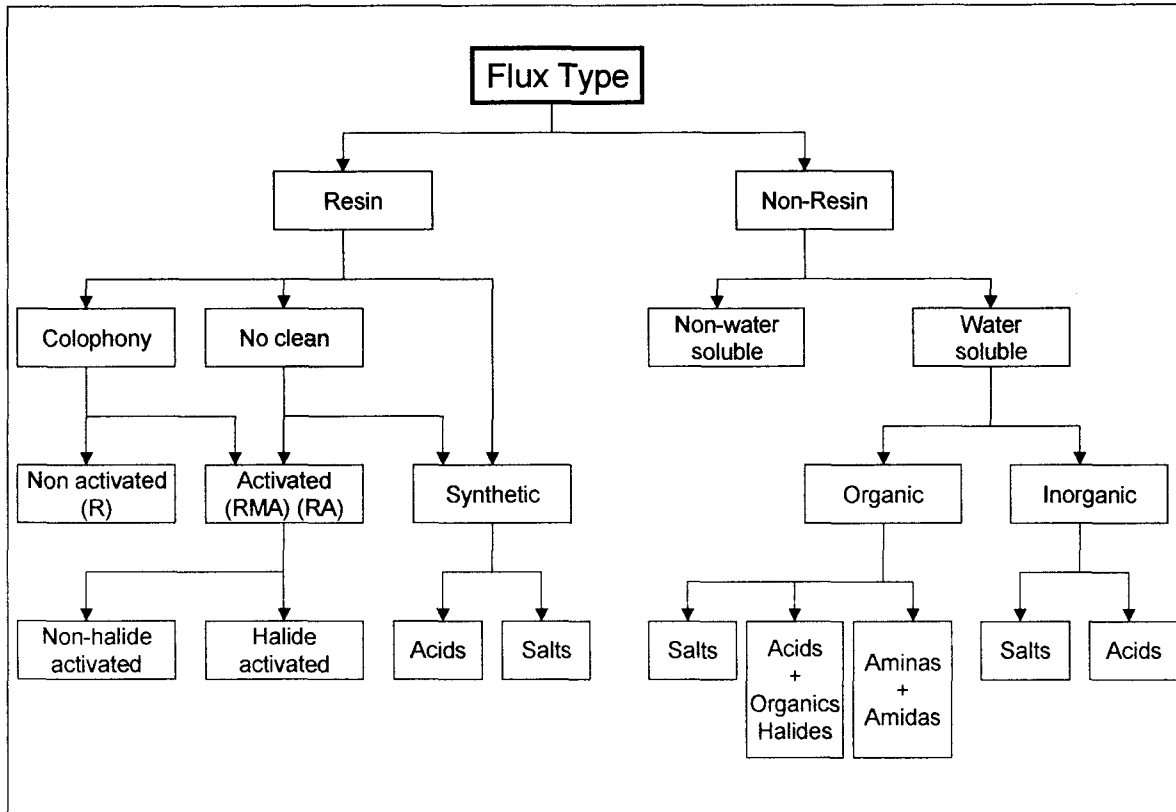 Flux Type
Resin
Non-Resin
Colophony
No clean
Non-water
soluble
Water
soluble
Non activated
(R)
Activated
(RMA) (RA)
Synthetic
Organic
Inorganic
Non-halide
activated
Halide
activated
Acids
Salts
Salts
Acids
+
Organics
Halides
Aminas
+
Amidas
Salts
Acids